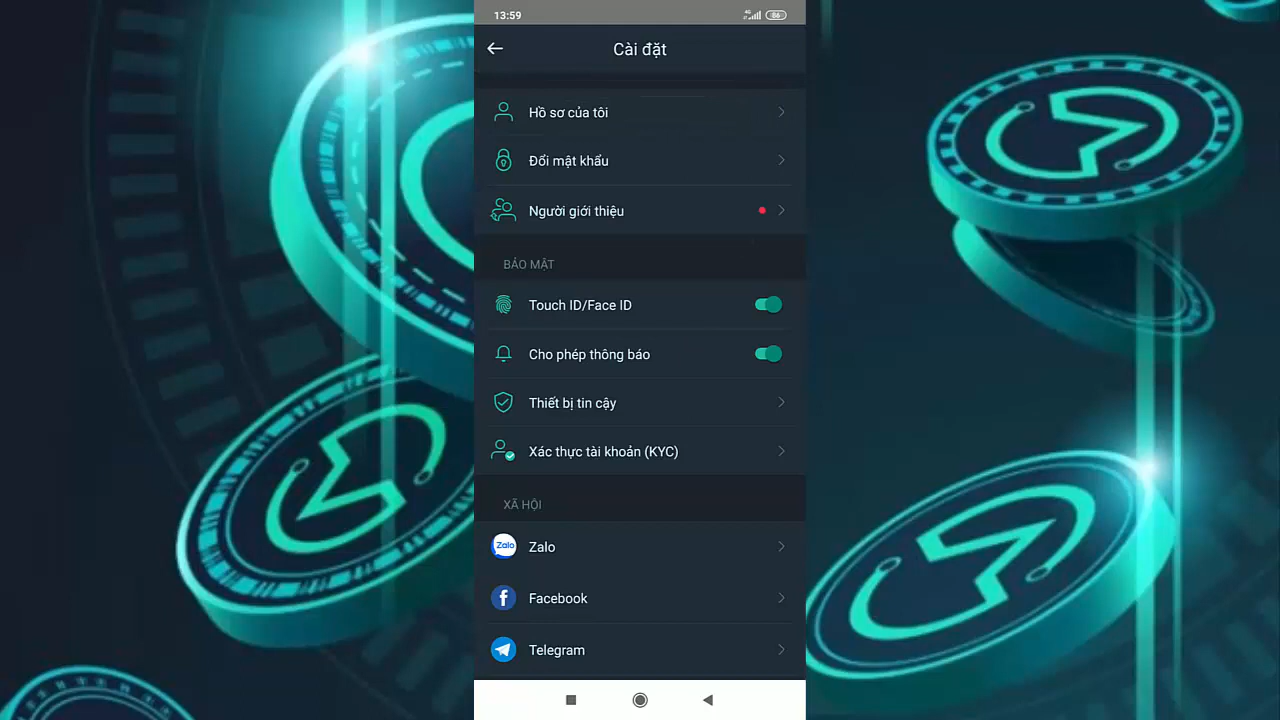 13:59
4G
86
Cài đặt
Hồ sơ của tôi
Đổi mật khẩu
Người giới thiệu
BẢO MẬT
Touch ID/Face ID
Cho phép thông báo
Thiết bị tin cậy
Xác thực tài khoản (KYC)
XÃ HỘI
Zalo
Zalo
Facebook
Telegram